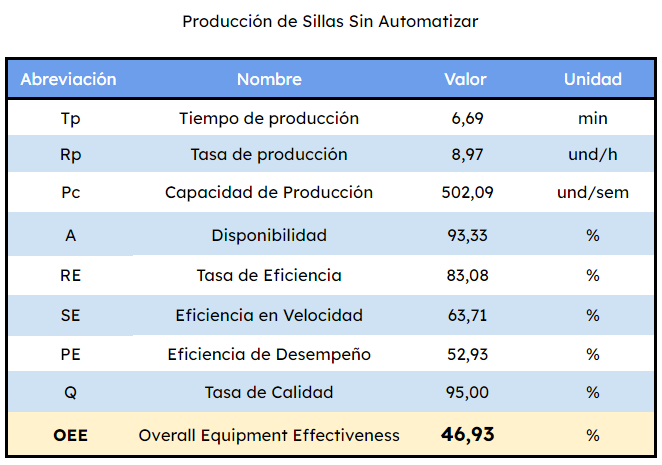 Producción de Sillas Sin Automatizar
Abreviación Nombre Valor Unidad
Tp Tiempo de producción 6,69 min
Rp Tasa de producción 8,97 und/h
Pc Capacidad de Producción 502,09 und/sem
A Disponibilidad 93,33 %
RE Tasa de Eficiencia 83,08 %
SE Eficiencia en Velocidad 63,71 %
PE Eficiencia de Desempeño 52,93 %
Q Tasa de Calidad 95,00 %
OEE Overall Equipment Effectiveness 46,93 %